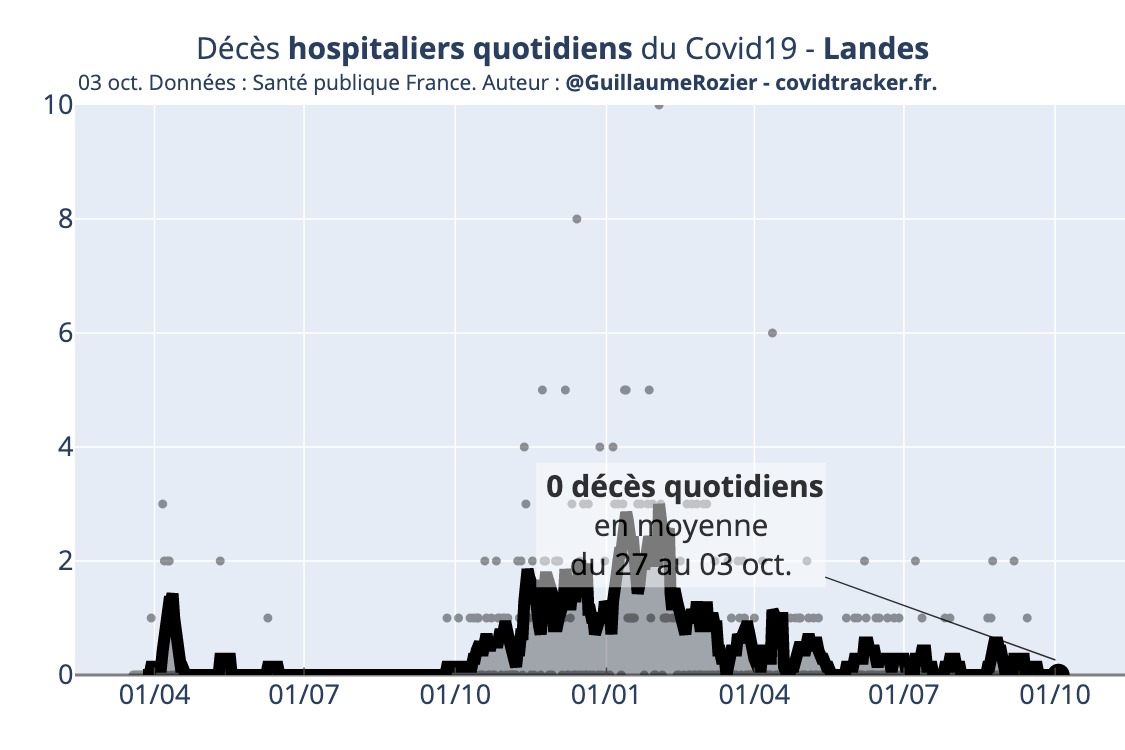 Décès hospitaliers quotidiens du Covid19 - Landes
03 oct. Données : Santé publique France. Auteur : @GuillaumeRozier - covidtracker.fr.
10
8
6
4
2
0
0 décès quotidiens
en moyenne
du 27 au 03 oct.
01/04 01/07 01/10 01/01 01/04 01/07 01/10